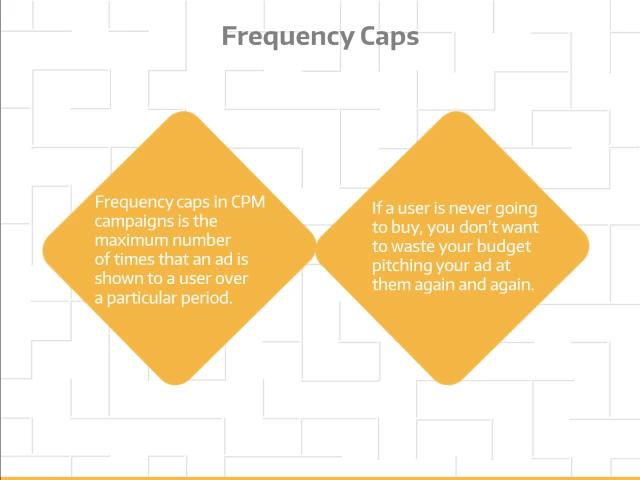 Frequency Caps
Frequency caps in CPM
campaigns is the
maximum number
of times that an ad is
shown to a user over
a particular period.
If a user is never going
to buy, you don't want
to waste your budget
pitching your ad at
them again and again.